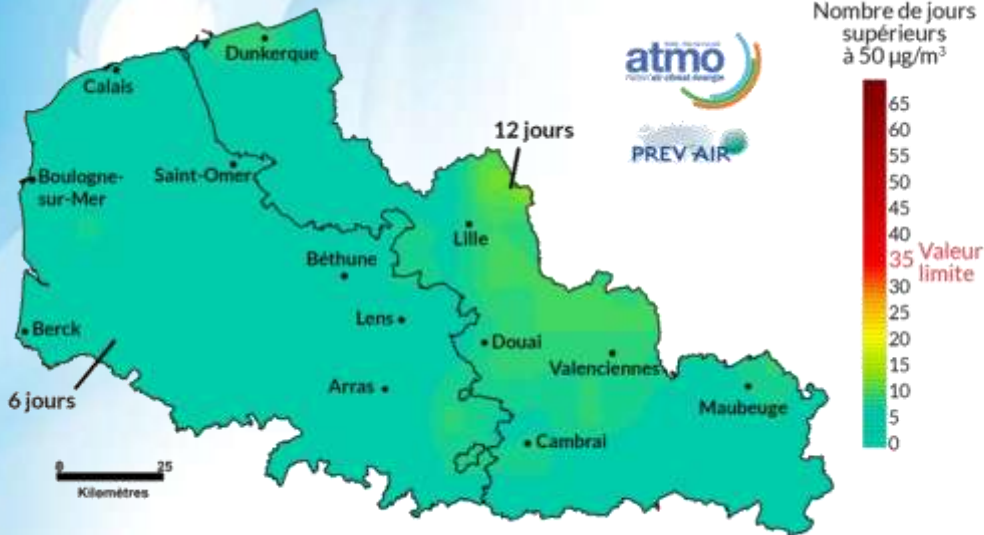 Nombre de jours
supérieurs
à 50 µg/m³
atmo
PREV AIR
Dunkerque
Calais
12 jours
Boulogne-
sur-Mer
Saint-Omer
Lille
Béthune
Lens
Berck
Douai
Valenciennes
6 jours
Arras
Maubeuge
Cambrai
0 25
Kilomètres
65
60
55
50
45
40
35 Valeur
limite
30
25
20
15
10
5
0